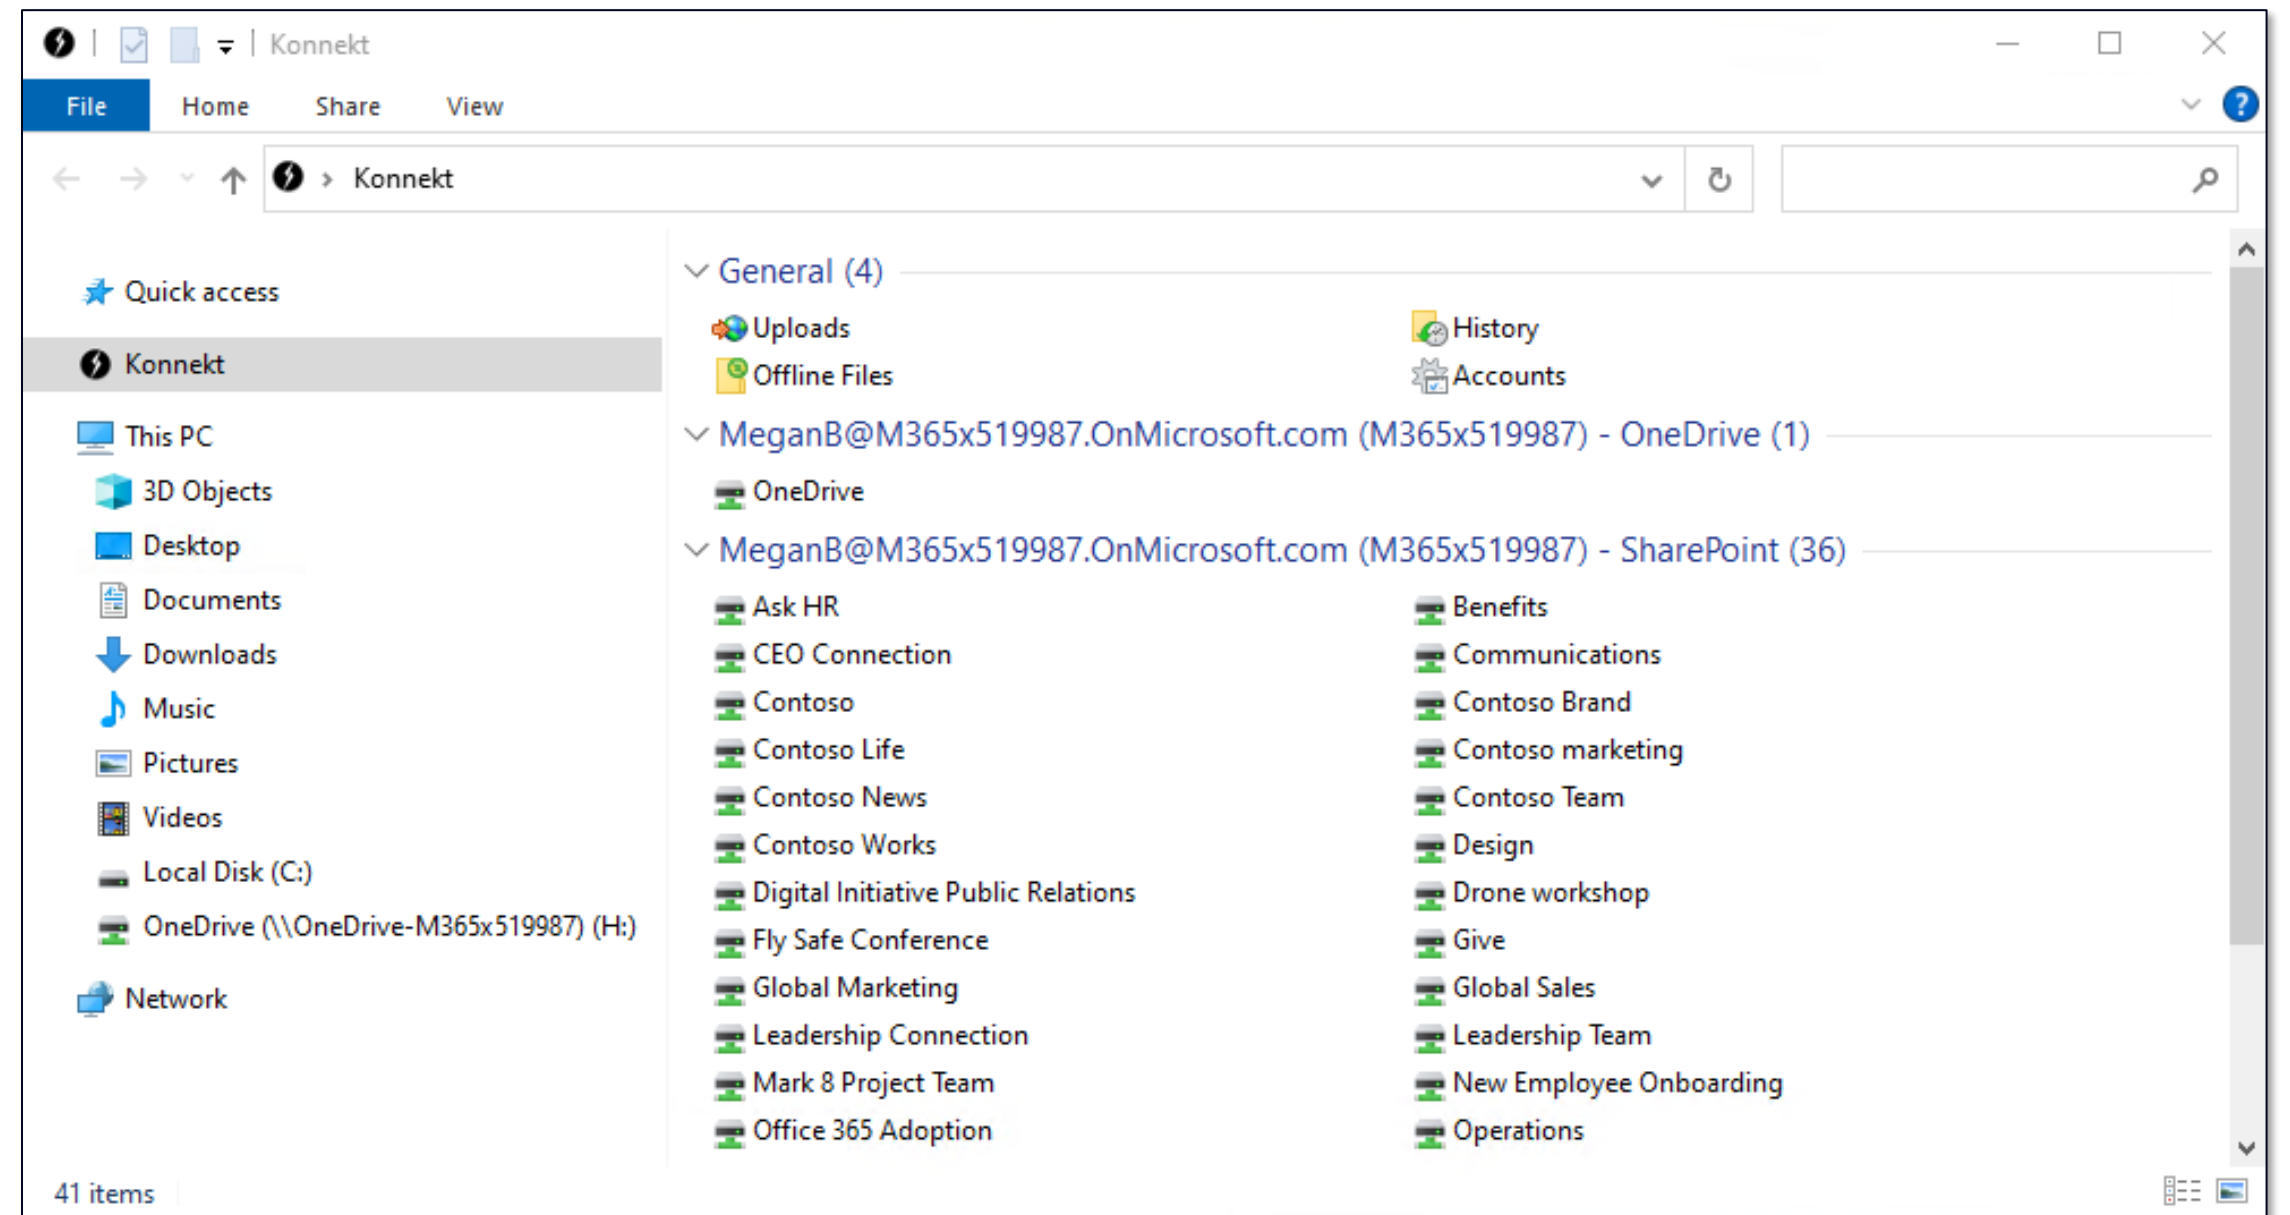 Konnekt
File Home Share View
Konnekt
Quick access
Konnekt
This PC
3D Objects
Desktop
Documents
Downloads
Music
Pictures
Videos
Local Disk (C:)
OneDrive (\\OneDrive-M365x519987) (H:)
Network
General (4)
Uploads History
Offline Files Accounts
MeganB@M365x519987.OnMicrosoft.com (M365x519987) - OneDrive (1)
OneDrive
MeganB@M365x519987.OnMicrosoft.com (M365x519987) - SharePoint (36)
Ask HR Benefits
CEO Connection Communications
Contoso Contoso Brand
Contoso Life Contoso marketing
Contoso News Contoso Team
Contoso Works Design
Digital Initiative Public Relations Drone workshop
Fly Safe Conference Give
Global Marketing Global Sales
Leadership Connection Leadership Team
Mark 8 Project Team New Employee Onboarding
Office 365 Adoption Operations
41 items